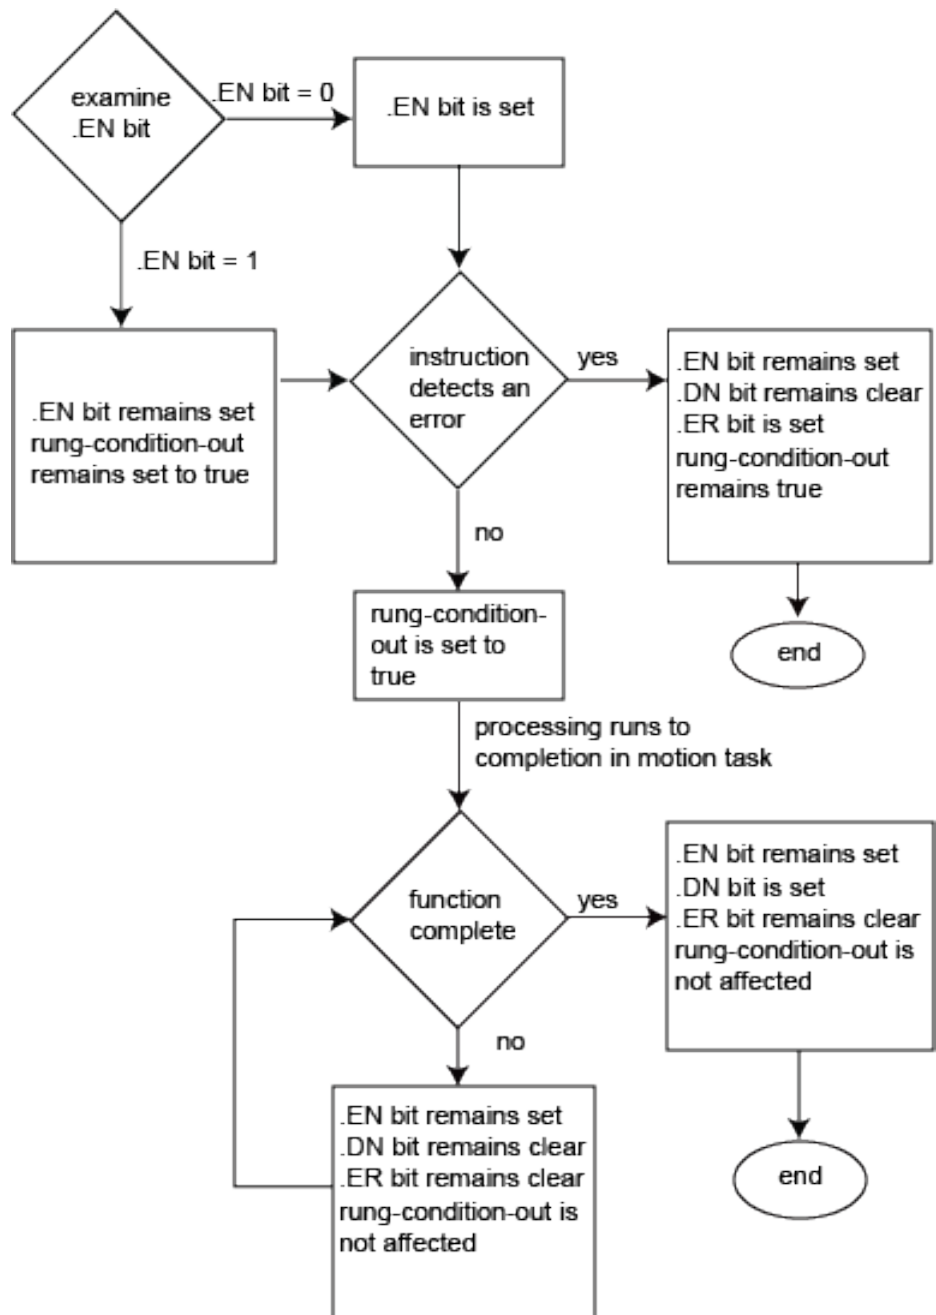 examine
.EN bit
.EN bit = 0
.EN bit is set
.EN bit = 1
.EN bit remains set
rung-condition-out
remains set to true
instruction
detects an
error
yes
.EN bit remains set
.DN bit remains clear
.ER bit is set
rung-condition-out
remains true
end
no
rung-condition-
out is set to
true
processing runs to
completion in motion task
function
complete
yes
.EN bit remains set
.DN bit is set
.ER bit remains clear
rung-condition-out is
not affected
end
no
.EN bit remains set
.DN bit remains clear
.ER bit remains clear
rung-condition-out is
not affected